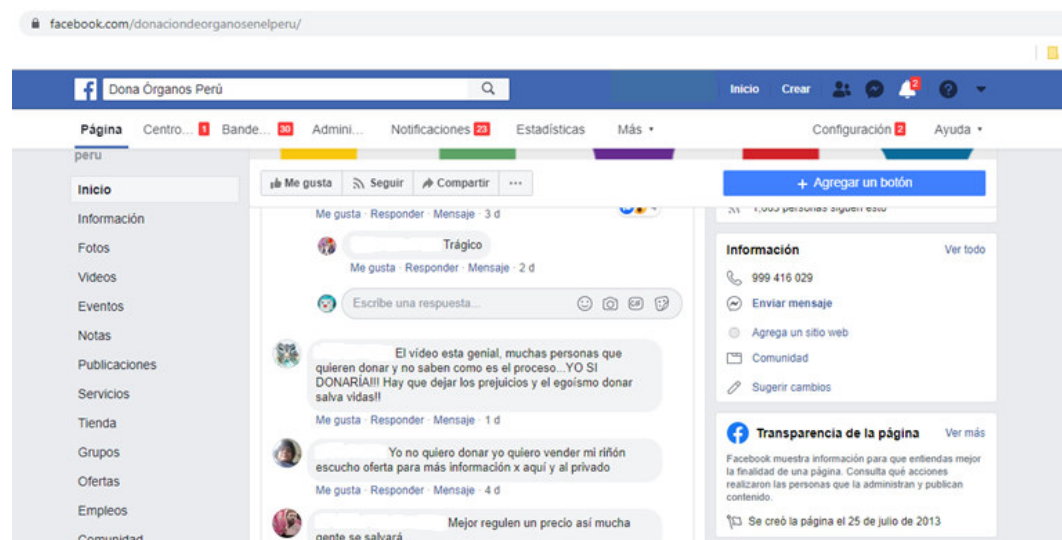 facebook.com/donaciondeorganosenelperu/
Dona Órganos Perú
Inicio Crear 2
Página Centro... 1 Bande... 30 Admini... Notificaciones 23 Estadísticas Más Configuración 2 Ayuda
peru
Inicio
Información
Fotos
Videos
Eventos
Notas
Publicaciones
Servicios
Tienda
Grupos
Ofertas
Empleos
Comunidad
Me gusta Seguir Compartir ...
+ Agregar un botón
Me gusta · Responder · Mensaje · 3 d
Trágico
Me gusta · Responder · Mensaje · 2 d
Escribe una respuesta...
GIF
El vídeo esta genial, muchas personas que
quieren donar y no saben como es el proceso...YO SI
DONARÍA!!! Hay que dejar los prejuicios y el egoísmo donar
salva vidas!!
Me gusta · Responder · Mensaje · 1 d
Yo no quiero donar yo quiero vender mi riñón
escucho oferta para más información x aquí y al privado
Me gusta · Responder · Mensaje · 4 d
Mejor regulen un precio así mucha
gente se salvará
personas siguen esto
Información Ver todo
999 416 029
Enviar mensaje
Agrega un sitio web
Comunidad
Sugerir cambios
Transparencia de la página Ver más
Facebook muestra información para que entiendas mejor
la finalidad de una página. Consulta qué acciones
realizaron las personas que la administran y publican
contenido.
Se creó la página el 25 de julio de 2013